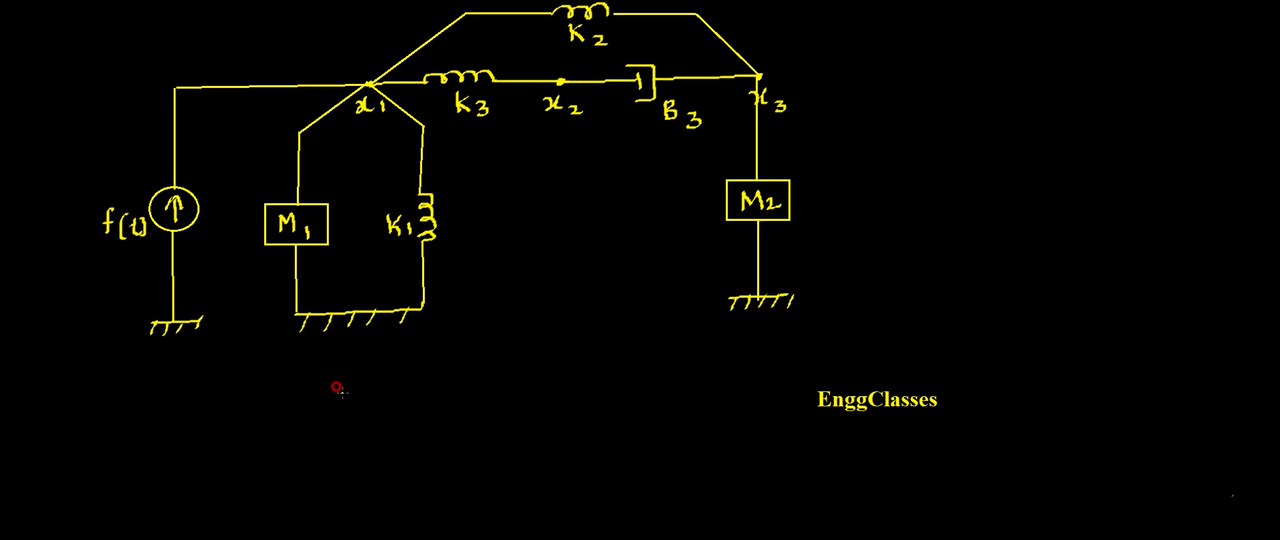 K2
x1
K3
x2
B3
x3
f(t)
M1
K1
M2
EnggClasses